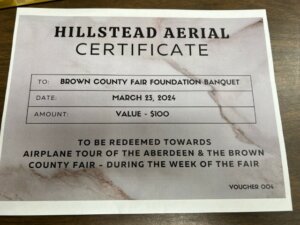 HILLSTEAD AERIAL
CERTIFICATE
TO: BROWN COUNTY FAIR FOUNDATION BANQUET
DATE: MARCH 23, 2024
AMOUNT: VALUE - $100
TO BE REDEEMED TOWARDS
AIRPLANE TOUR OF THE ABERDEEN & THE BROWN
COUNTY FAIR - DURING THE WEEK OF THE FAIR
VOUCHER 004